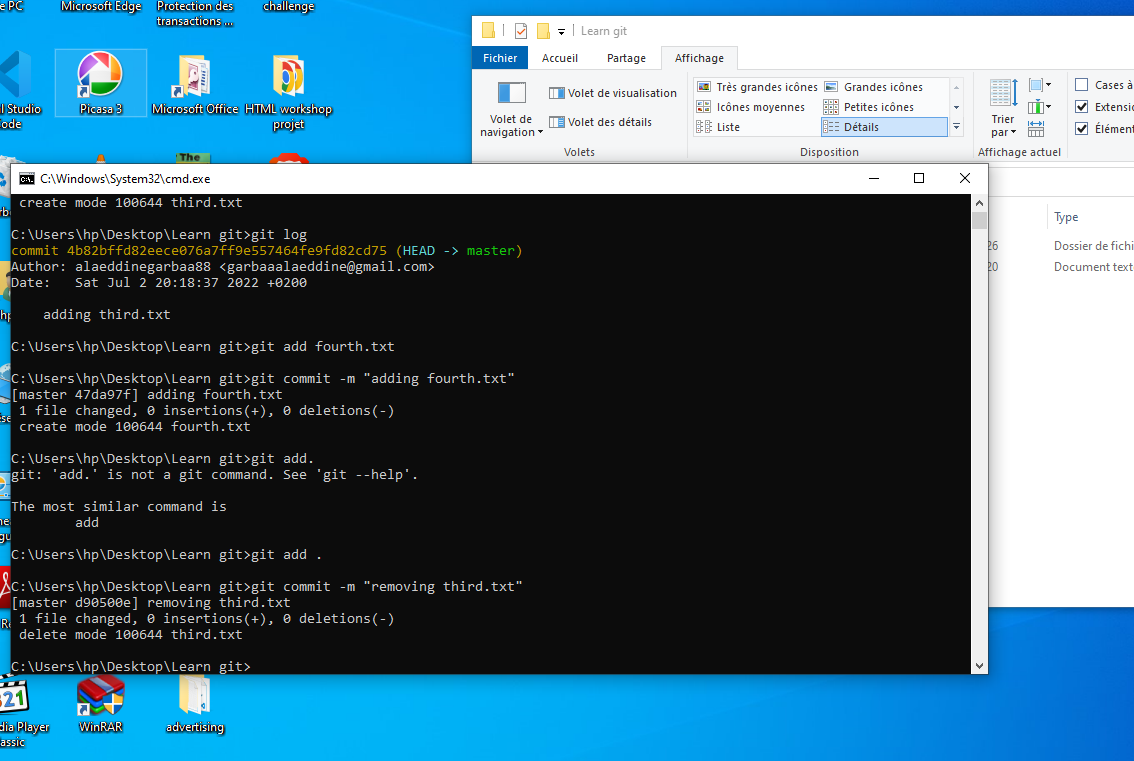 e PC
Microsoft Edge
Protection des
transactions ...
challenge
l Studio
ode
Picasa 3
Microsoft Office
HTML workshop
projet
The
Learn git
Fichier
Accueil
Partage
Affichage
Volet de
navigation
Volet de visualisation
Volet des détails
Volets
Très grandes icônes
Grandes icônes
Icônes moyennes
Petites icônes
Liste
Détails
Disposition
Trier
par
Affichage actuel
Cases à
Extensio
Élément
Type
26
Dossier de fichi
20
Document text
C:\Windows\System32\cmd.exe
create mode 100644 third.txt
C:\Users\hp\Desktop\Learn git>git log
commit 4b82bffd82eece076a7ff9e557464fe9fd82cd75 (HEAD -> master)
Author: alaeddinegarbaa88 <garbaaalaeddine@gmail.com>
Date:   Sat Jul 2 20:18:37 2022 +0200
adding third.txt
C:\Users\hp\Desktop\Learn git>git add fourth.txt
C:\Users\hp\Desktop\Learn git>git commit -m "adding fourth.txt"
[master 47da97f] adding fourth.txt
1 file changed, 0 insertions(+), 0 deletions(-)
create mode 100644 fourth.txt
C:\Users\hp\Desktop\Learn git>git add.
git: 'add.' is not a git command. See 'git --help'.
The most similar command is
add
C:\Users\hp\Desktop\Learn git>git add .
C:\Users\hp\Desktop\Learn git>git commit -m "removing third.txt"
[master d90500e] removing third.txt
1 file changed, 0 insertions(+), 0 deletions(-)
delete mode 100644 third.txt
C:\Users\hp\Desktop\Learn git>
321
dia Player
assic
WinRAR
advertising